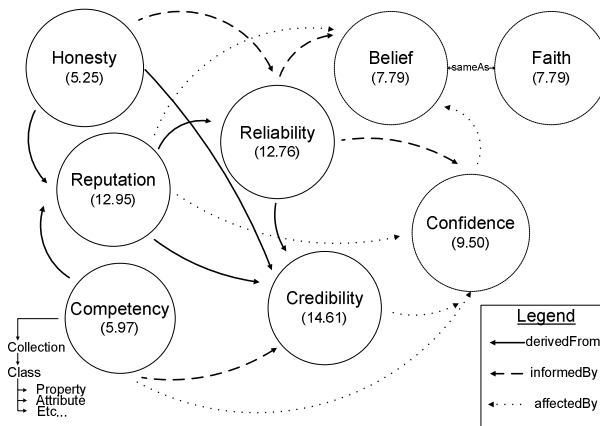 Honesty
(5.25)
Belief
(7.79)
sameAs
Faith
(7.79)
Reliability
(12.76)
Reputation
(12.95)
Confidence
(9.50)
Competency
(5.97)
Credibility
(14.61)
Collection
Class
Property
Attribute
Etc...
Legend
derivedFrom
informedBy
affectedBy